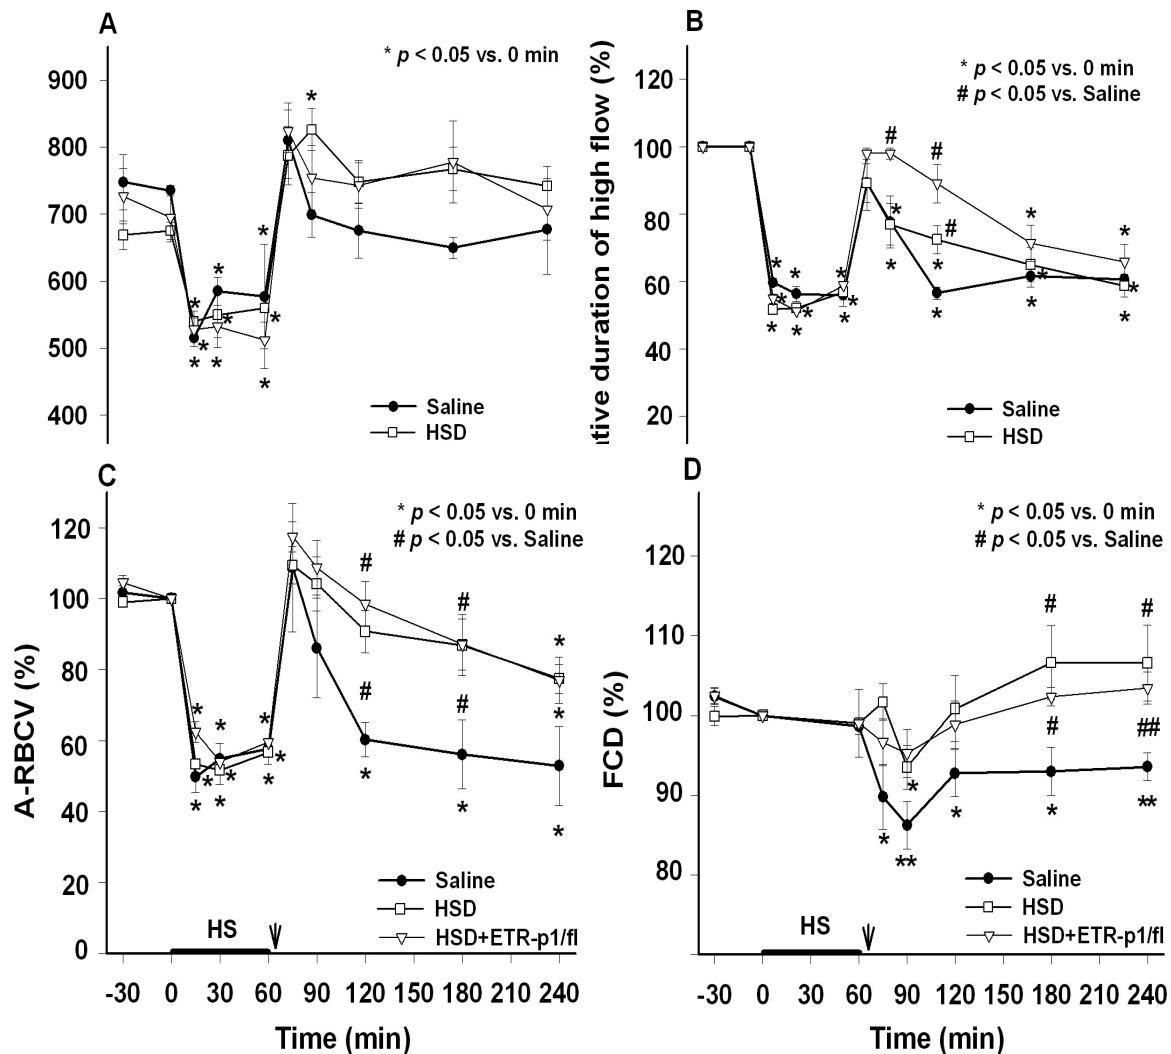 A
* p < 0.05 vs. 0 min
900
800
700
600
500
400
Saline
HSD
B
* p < 0.05 vs. 0 min
# p < 0.05 vs. Saline
duration of high flow (%)
120
100
80
60
40
20
Saline
HSD
C
* p < 0.05 vs. 0 min
# p < 0.05 vs. Saline
A-RBCV (%)
120
100
80
60
40
20
0
Saline
HSD
HSD+ETR-p1/fl
HS
-30 0 30 60 90 120 150 180 210 240
Time (min)
D
* p < 0.05 vs. 0 min
# p < 0.05 vs. Saline
FCD (%)
120
110
100
90
80
Saline
HSD
HSD+ETR-p1/fl
HS
-30 0 30 60 90 120 150 180 210 240
Time (min)